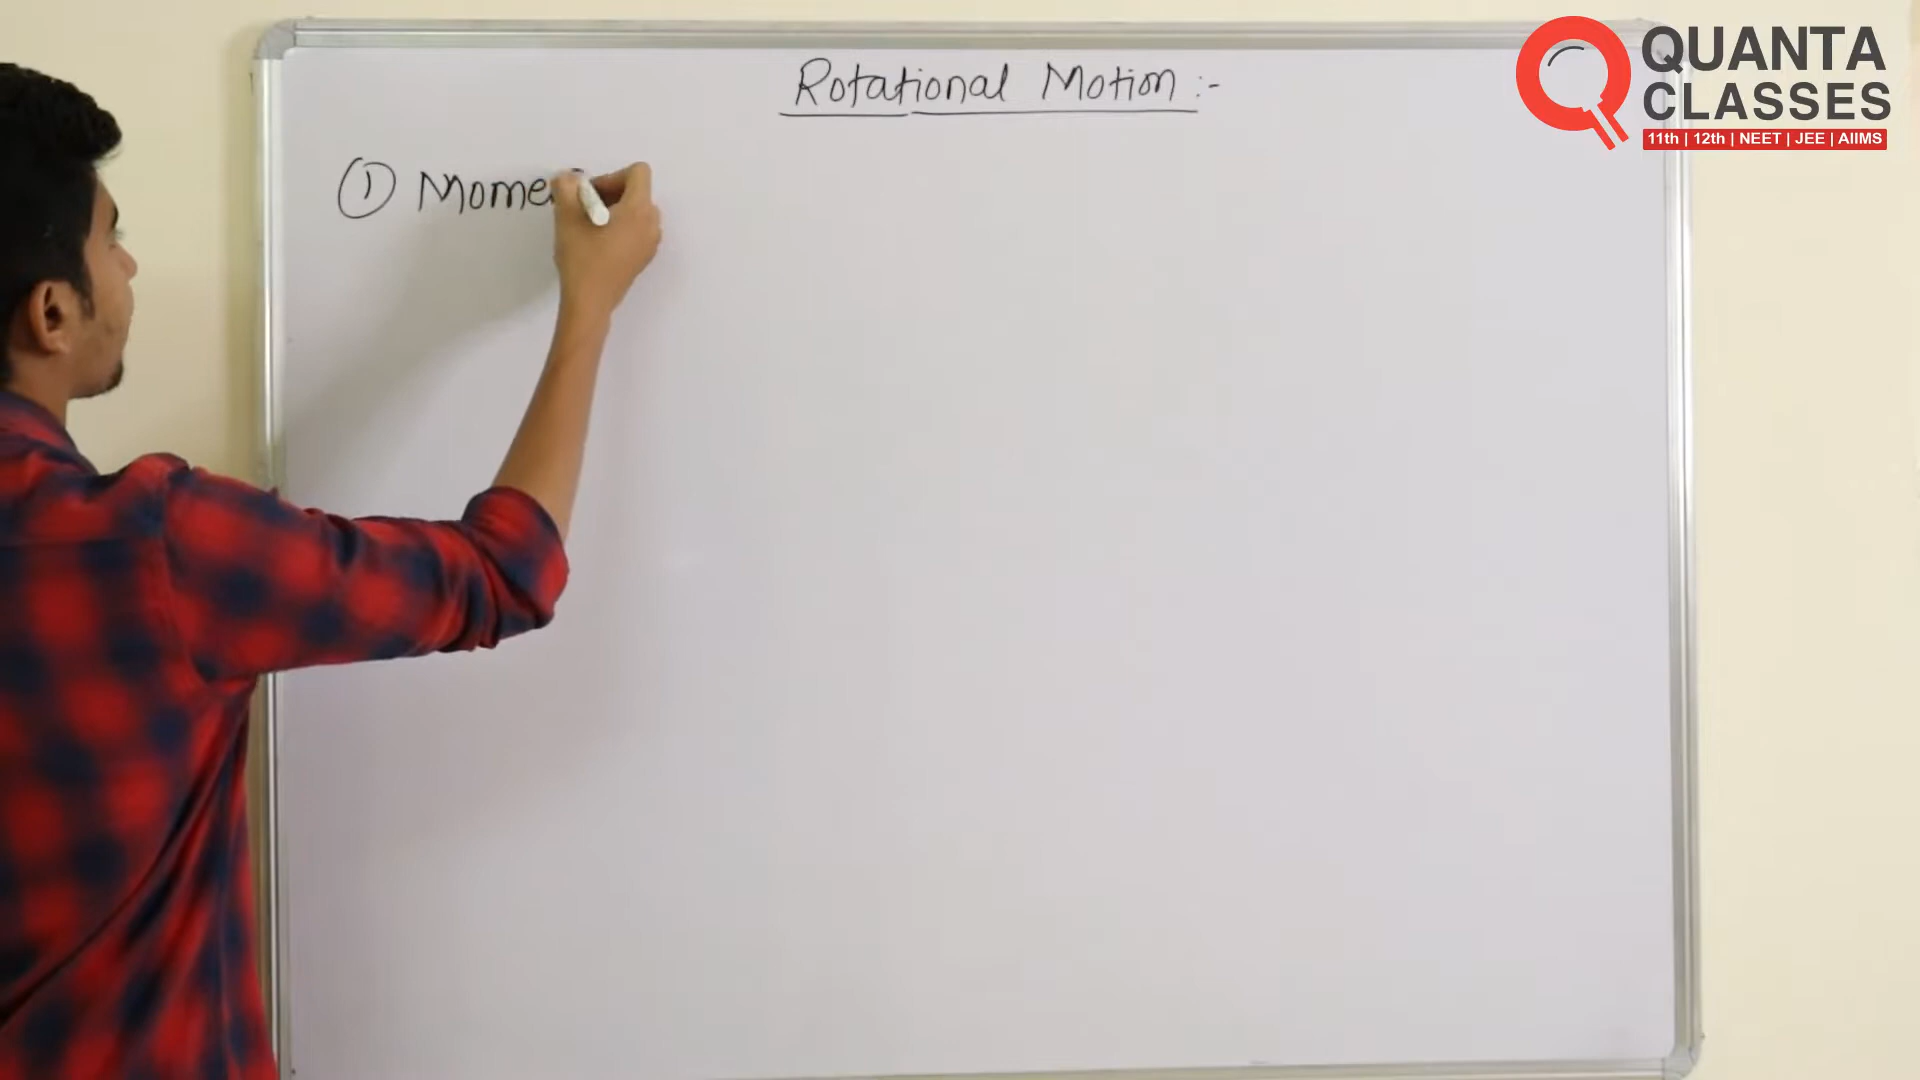 Rotational Motion :-
QUANTA
CLASSES
11th | 12th | NEET | JEE | AIIMS
① Mome